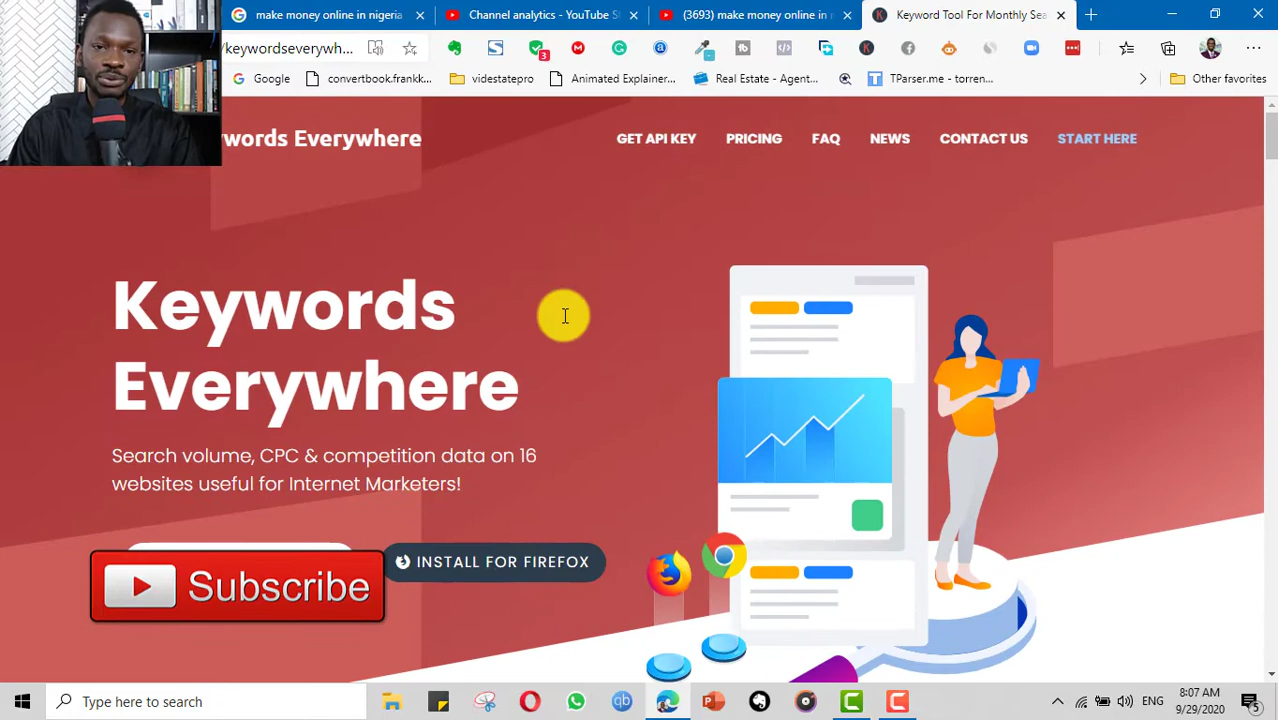 make money online in nigeria
Channel analytics - YouTube S
(3693) make money online in n
Keyword Tool For Monthly Sea
keywordseverywh...
3
Google
convertbook.frankk...
videstatepro
Animated Explainer...
Real Estate - Agent...
TParser.me - torren...
Other favorites
words Everywhere
GET API KEY
PRICING
FAQ
NEWS
CONTACT US
START HERE
Keywords
Everywhere
Search volume, CPC & competition data on 16
websites useful for Internet Marketers!
INSTALL FOR FIREFOX
Subscribe
Type here to search
qb
ENG
8:07 AM
9/29/2020
5